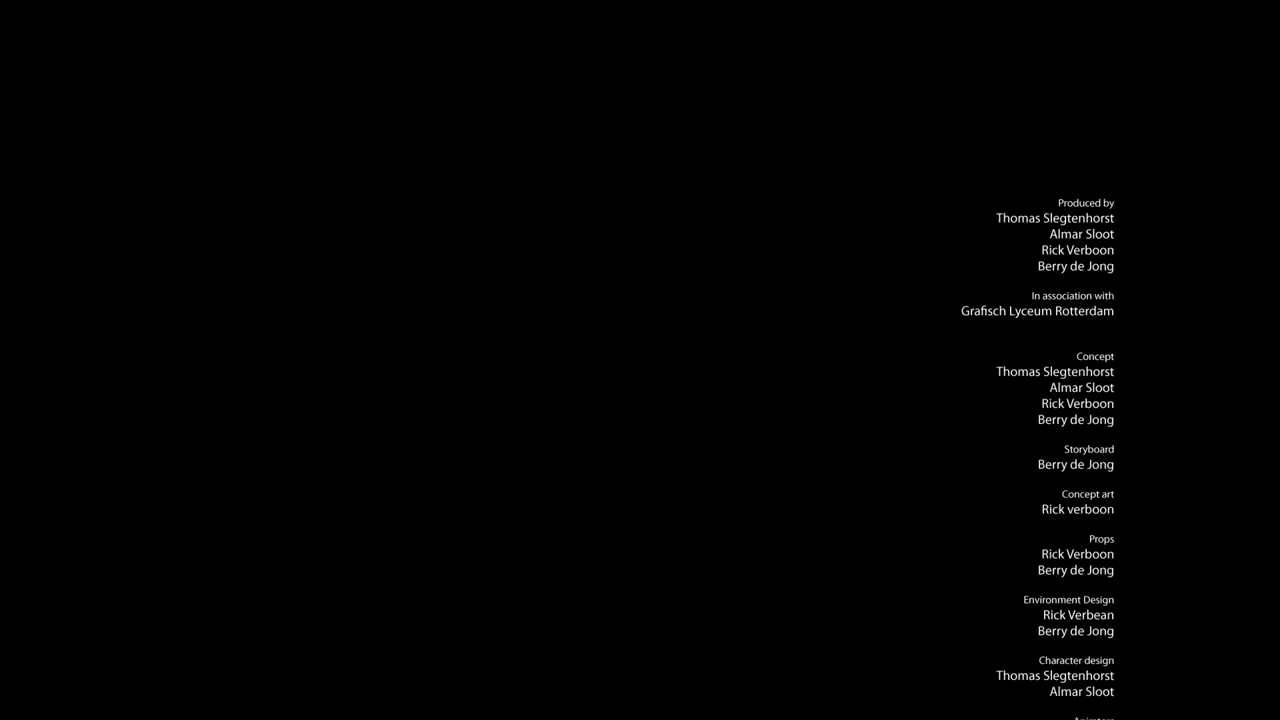 Produced by
Thomas Slegtenhorst
Almar Sloot
Rick Verboon
Berry de Jong
In association with
Grafisch Lyceum Rotterdam
Concept
Thomas Slegtenhorst
Almar Sloot
Rick Verboon
Berry de Jong
Storyboard
Berry de Jong
Concept art
Rick verboon
Props
Rick Verboon
Berry de Jong
Environment Design
Rick Verbean
Berry de Jong
Character design
Thomas Slegtenhorst
Almar Sloot